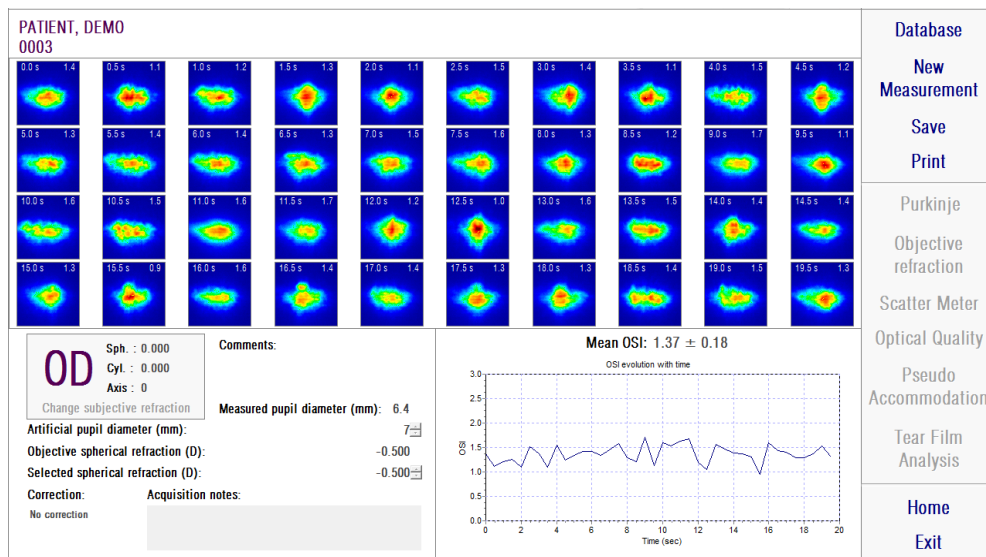 PATIENT, DEMO
0003
0.0 s 1.4 0.5 s 1.1 1.0 s 1.2 1.5 s 1.3 2.0 s 1.1 2.5 s 1.5 3.0 s 1.4 3.5 s 1.1 4.0 s 1.5 4.5 s 1.2
5.0 s 1.3 5.5 s 1.4 6.0 s 1.4 6.5 s 1.3 7.0 s 1.5 7.5 s 1.6 8.0 s 1.3 8.5 s 1.2 9.0 s 1.7 9.5 s 1.1
10.0 s 1.6 10.5 s 1.5 11.0 s 1.6 11.5 s 1.7 12.0 s 1.2 12.5 s 1.0 13.0 s 1.6 13.5 s 1.5 14.0 s 1.4 14.5 s 1.4
15.0 s 1.3 15.5 s 0.9 16.0 s 1.6 16.5 s 1.4 17.0 s 1.4 17.5 s 1.3 18.0 s 1.3 18.5 s 1.4 19.0 s 1.5 19.5 s 1.3
OD
Sph. : 0.000
Cyl. : 0.000
Axis : 0
Change subjective refraction
Comments:
Measured pupil diameter (mm): 6.4
Artificial pupil diameter (mm): 7
Objective spherical refraction (D): -0.500
Selected spherical refraction (D): -0.500
Correction: Acquisition notes:
No correction
Mean OSI: 1.37 ± 0.18
OSI evolution with time
3.0
2.5
2.0
1.5
1.0
0.5
0.0
OSI
0 2 4 6 8 10 12 14 16 18 20
Time (sec)
Database
New
Measurement
Save
Print
Purkinje
Objective
refraction
Scatter Meter
Optical Quality
Pseudo
Accommodation
Tear Film
Analysis
Home
Exit